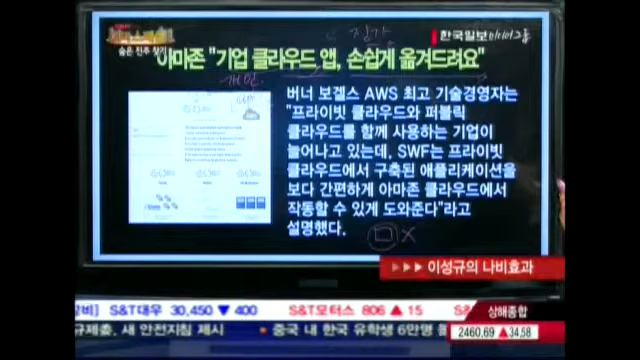 한국일보 미디어그룹
숨은 진주 찾기
아마존 "기업 클라우드 앱, 손쉽게 옮겨드려요"
개인
버너 보겔스 AWS 최고 기술경영자는
"프라이빗 클라우드와 퍼블릭
클라우드를 함께 사용하는 기업이
늘어나고 있는데, SWF는 프라이빗
클라우드에서 구축된 애플리케이션을
보다 간편하게 아마존 클라우드에서
작동할 수 있게 도와준다"라고
설명했다.
이성규의 나비효과
S&T대우 30,450 ▼ 400 S&T모터스 806 ▲ 15
상해종합
규제委, 새 안전지침 제시 • 중국 내 한국 유학생 6만명
2460.69 ▲34.58